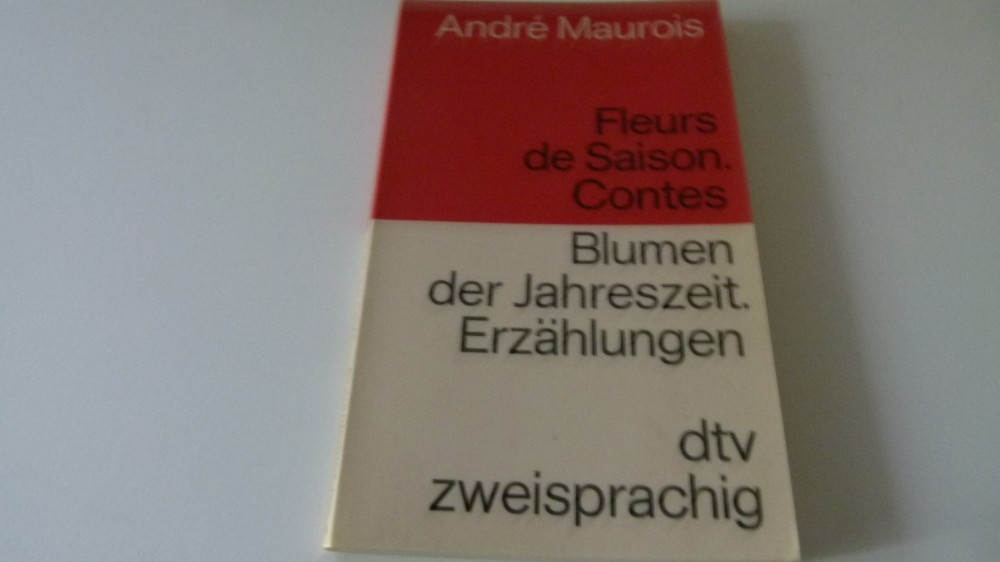 André Maurois
Fleurs
de Saison.
Contes
Blumen
der Jahreszeit.
Erzählungen
dtv
zweisprachig